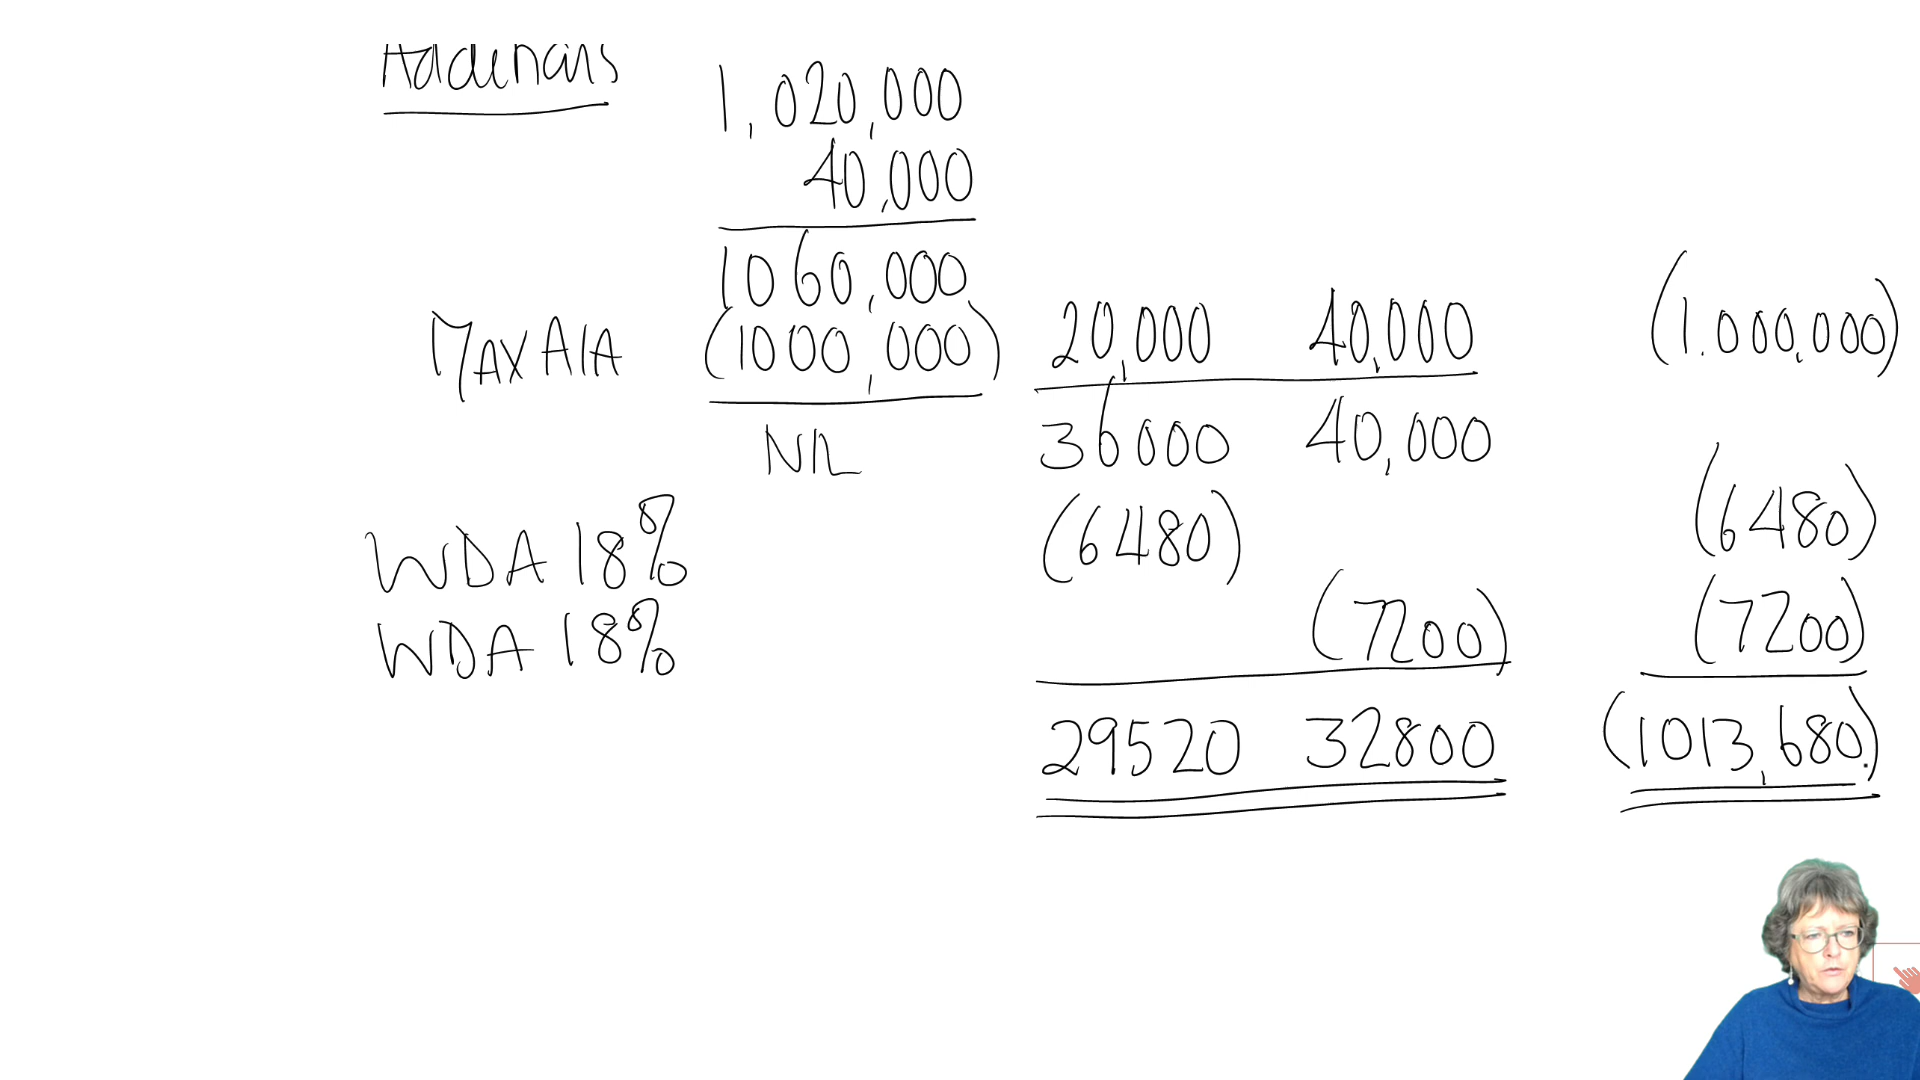 Additions 1,020,000
40,000
1060,000
MAX AIA (1000,000) 20,000 40,000 (1.000,000)
NIL 36000 40,000
WDA 18% (6480) (6480)
WDA 18% (7200) (7200)
29520 32800 (1013,680)